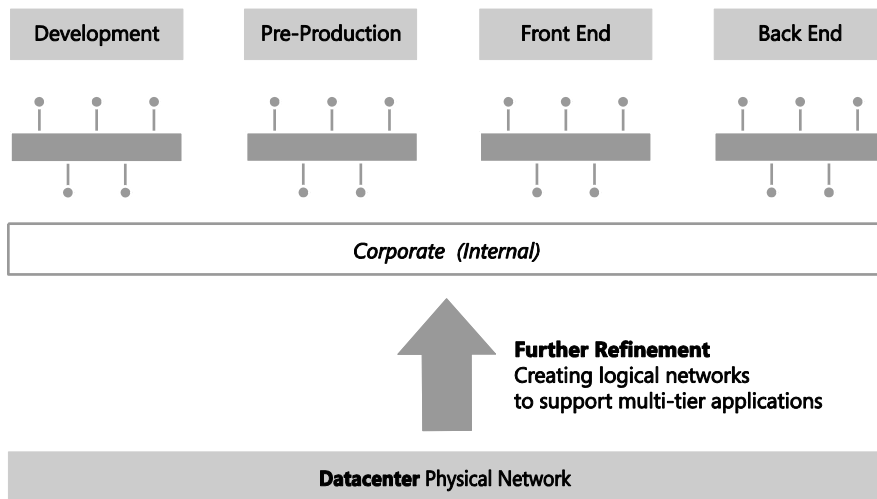 Development
Pre-Production
Front End
Back End
Corporate (Internal)
Further Refinement
Creating logical networks
to support multi-tier applications
Datacenter Physical Network